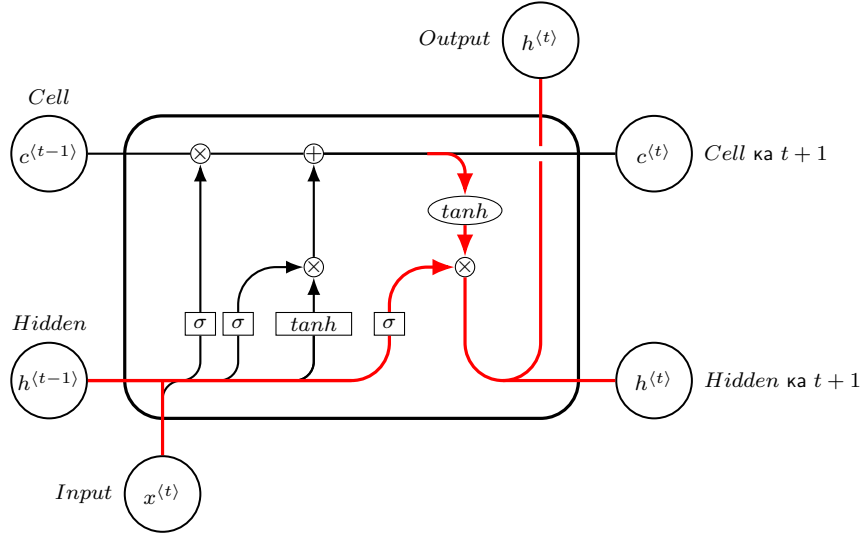 Output h⟨t⟩
Cell
c⟨t−1⟩ × + c⟨t⟩ Cell ка t + 1
tanh
× ×
Hidden σ σ tanh σ
h⟨t−1⟩ h⟨t⟩ Hidden ка t + 1
Input x⟨t⟩